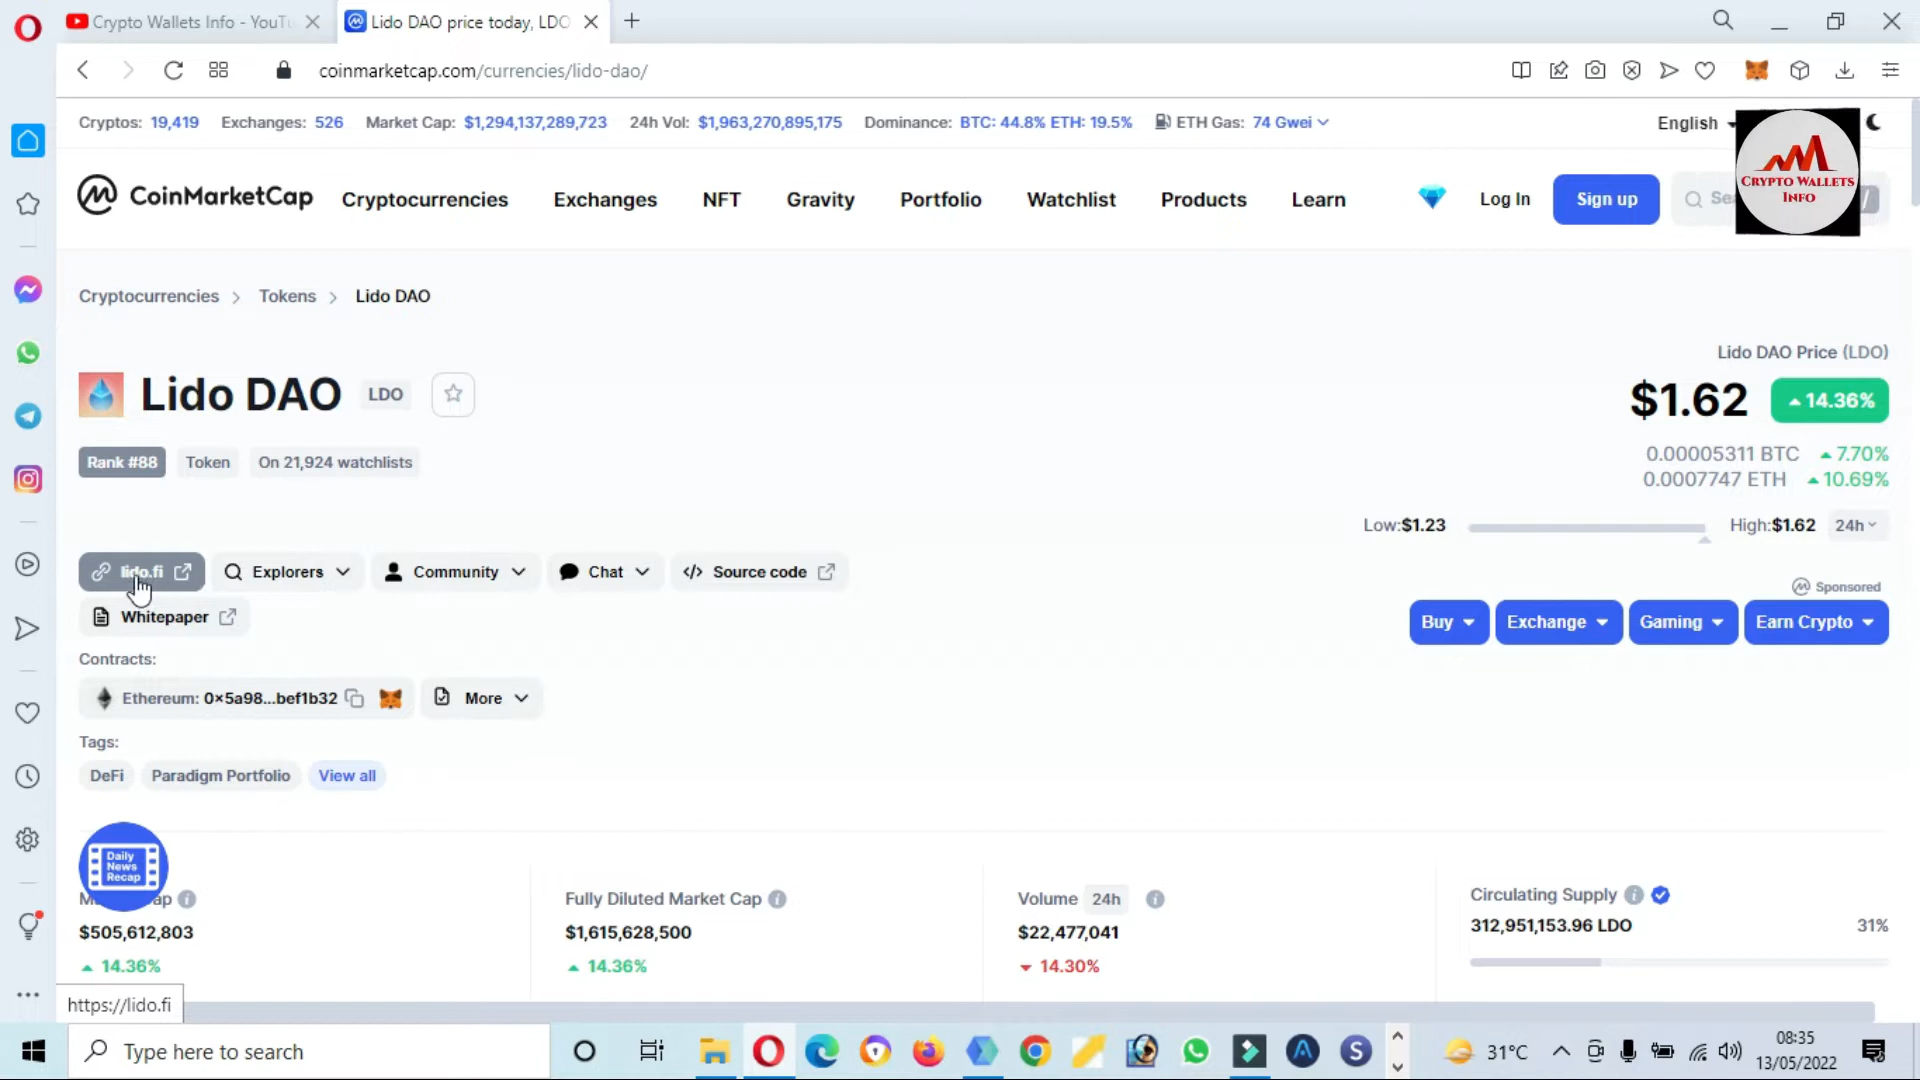 Crypto Wallets Info - YouTu
Lido DAO price today, LDO
coinmarketcap.com/currencies/lido-dao/
Cryptos: 19,419 Exchanges: 526 Market Cap: $1,294,137,289,723 24h Vol: $1,963,270,895,175 Dominance: BTC: 44.8% ETH: 19.5% ETH Gas: 74 Gwei
English
CoinMarketCap Cryptocurrencies Exchanges NFT Gravity Portfolio Watchlist Products Learn Log In Sign up
/
CRYPTO WALLETS
INFO
Cryptocurrencies > Tokens > Lido DAO
Lido DAO Price (LDO)
Lido DAO LDO
$1.62 14.36%
Rank #88 Token On 21,924 watchlists
0.00005311 BTC 7.70%
0.0007747 ETH 10.69%
Low:$1.23 High:$1.62 24h
lido.fi Explorers Community Chat </> Source code
Sponsored
Whitepaper
Buy Exchange Gaming Earn Crypto
Contracts:
Ethereum: 0x5a98...bef1b32 More
Tags:
DeFi Paradigm Portfolio View all
Daily
News
Recap
Fully Diluted Market Cap Volume 24h Circulating Supply
$505,612,803 $1,615,628,500 $22,477,041 312,951,153.96 LDO 31%
14.36% 14.36% 14.30%
https://lido.fi
Type here to search
31°C
08:35
13/05/2022